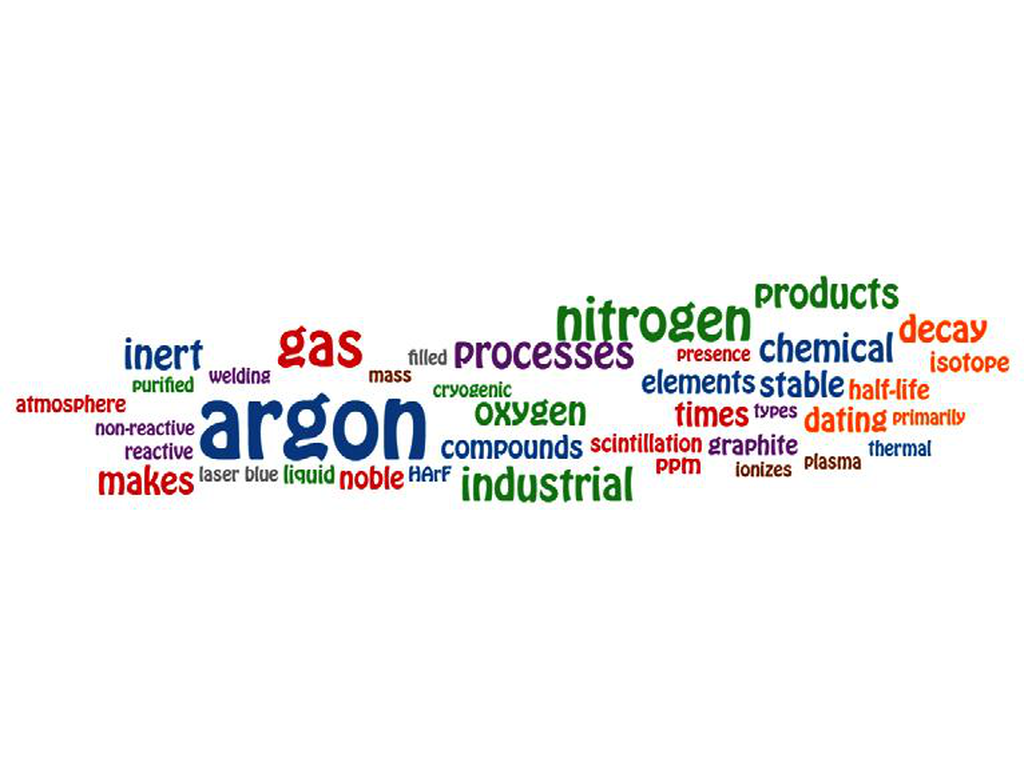 products
nitrogen
decay
gas
inert
processes
filled
presence
chemical
isotope
purified
welding
mass
cryogenic
elements
stable
half-life
atmosphere
argon
oxygen
times
types
dating
primarily
non-reactive
reactive
compounds
scintillation
graphite
thermal
makes
laser blue
liquid
noble
HArF
industrial
ppm
ionizes
plasma